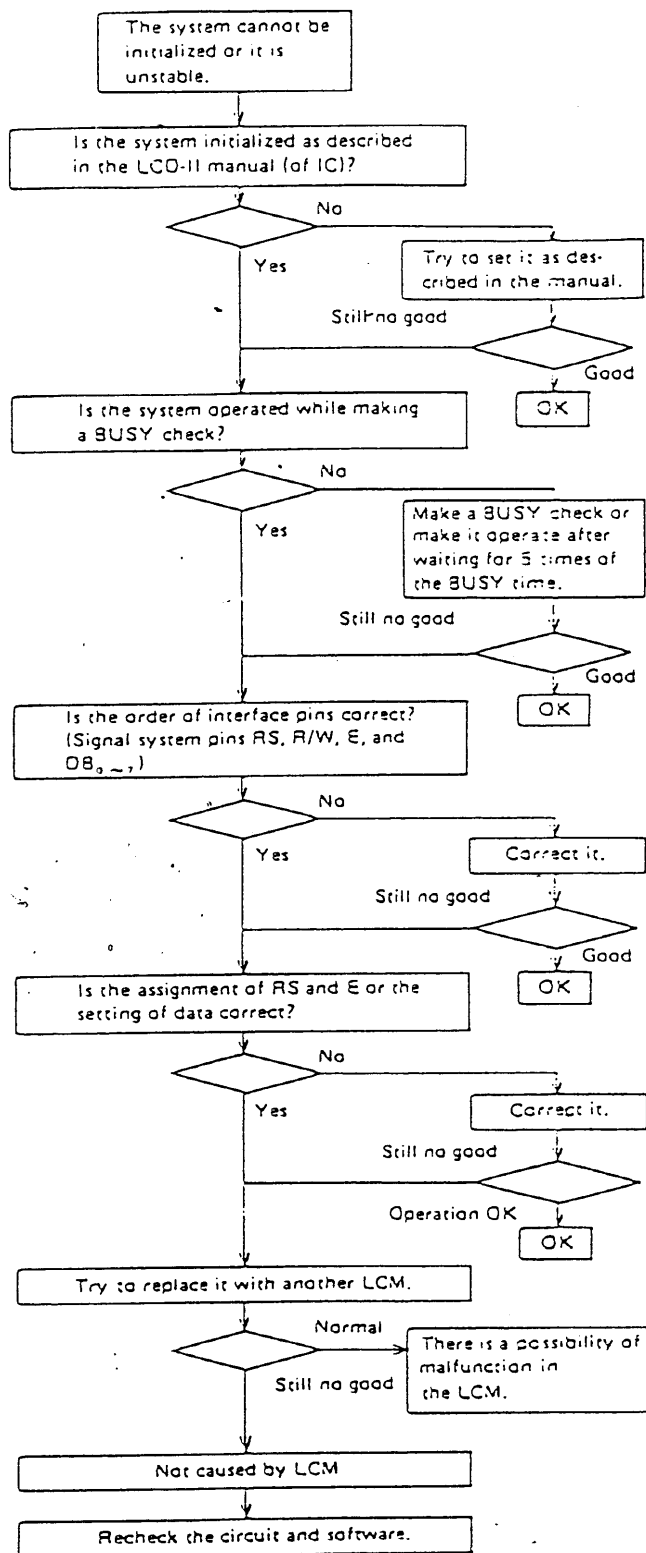 The system cannot be
initialized or it is
unstable.
Is the system initialized as described
in the LCD-II manual (of IC)?
No
Yes
Try to set it as des-
cribed in the manual.
Still no good
Good
OK
Is the system operated while making
a BUSY check?
No
Yes
Make a BUSY check or
make it operate after
waiting for 5 times of
the BUSY time.
Still no good
Good
OK
Is the order of interface pins correct?
(Signal system pins RS, R/W, E, and
DB₀ ~ ₇)
No
Yes
Correct it.
Still no good
Good
OK
Is the assignment of RS and E or the
setting of data correct?
No
Yes
Correct it.
Still no good
Operation OK
OK
Try to replace it with another LCM.
Normal
There is a possibility of
malfunction in
the LCM.
Still no good
Not caused by LCM
Recheck the circuit and software.